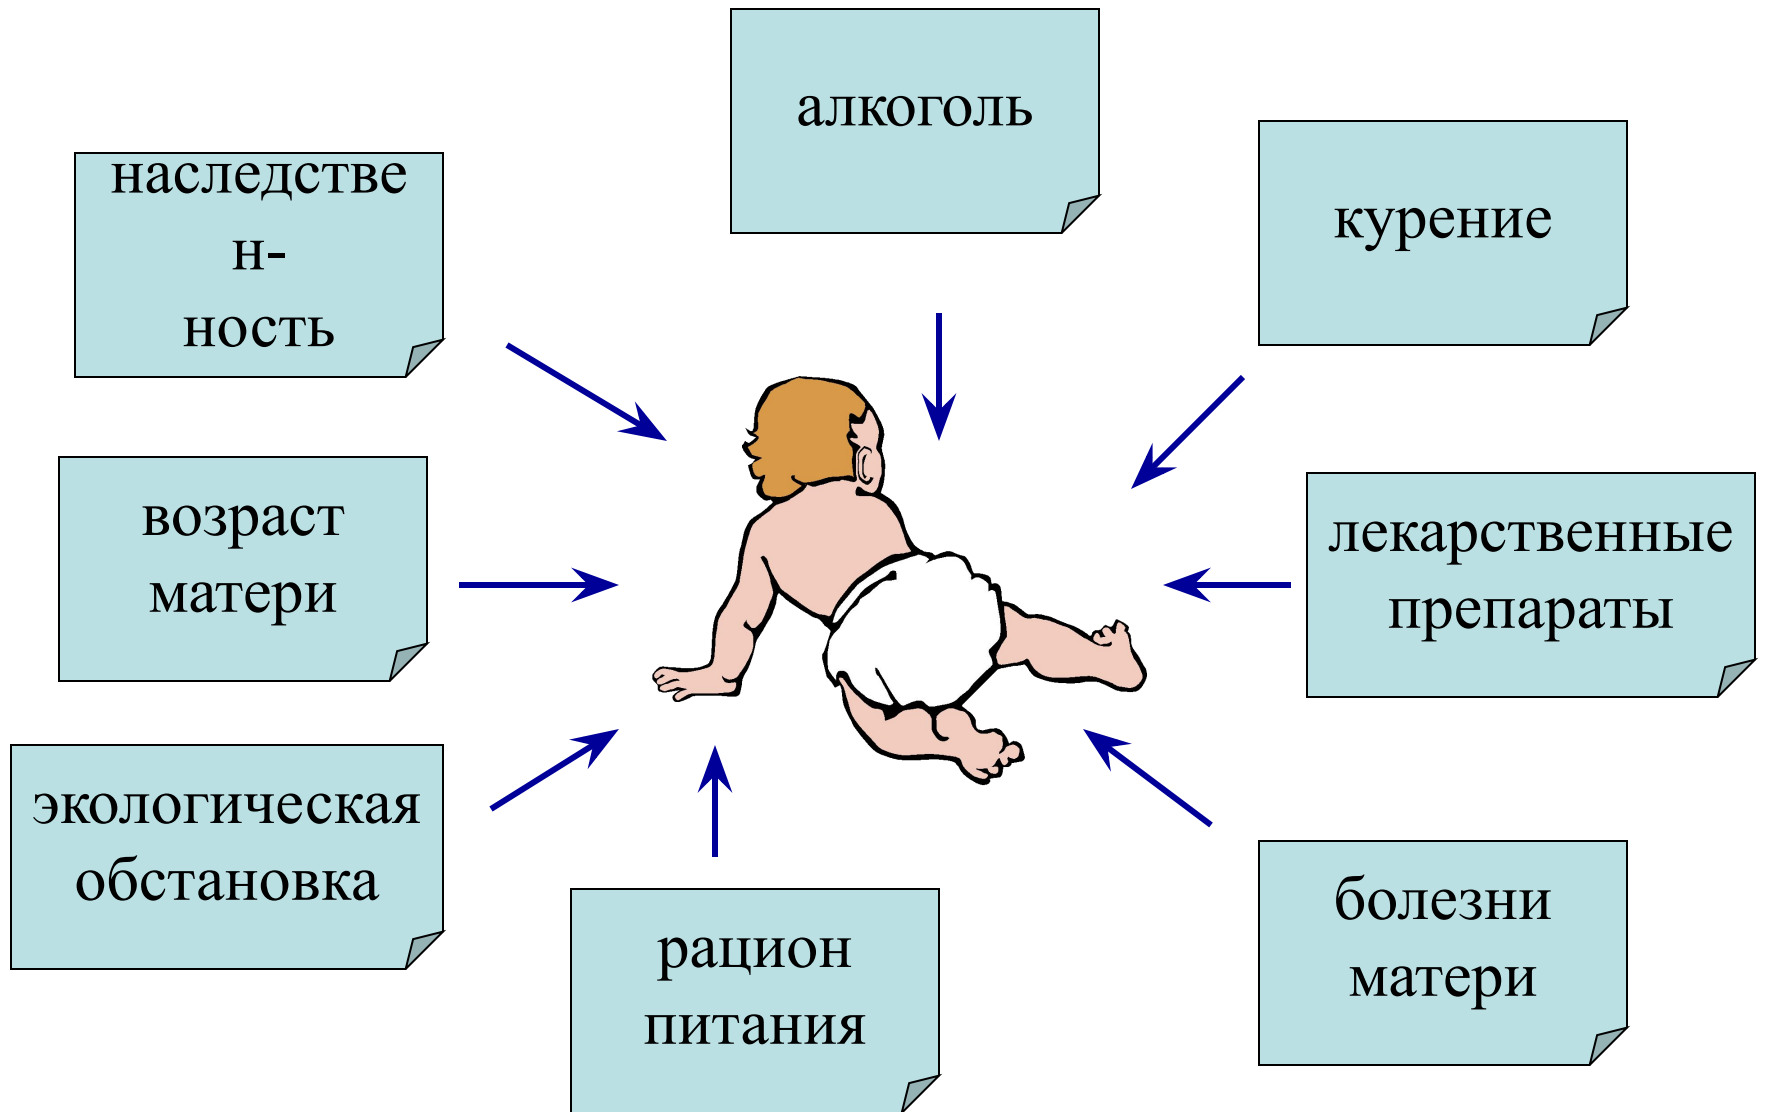 алкоголь
наследстве
н-
ность
курение
возраст
матери
лекарственные
препараты
экологическая
обстановка
рацион
питания
болезни
матери